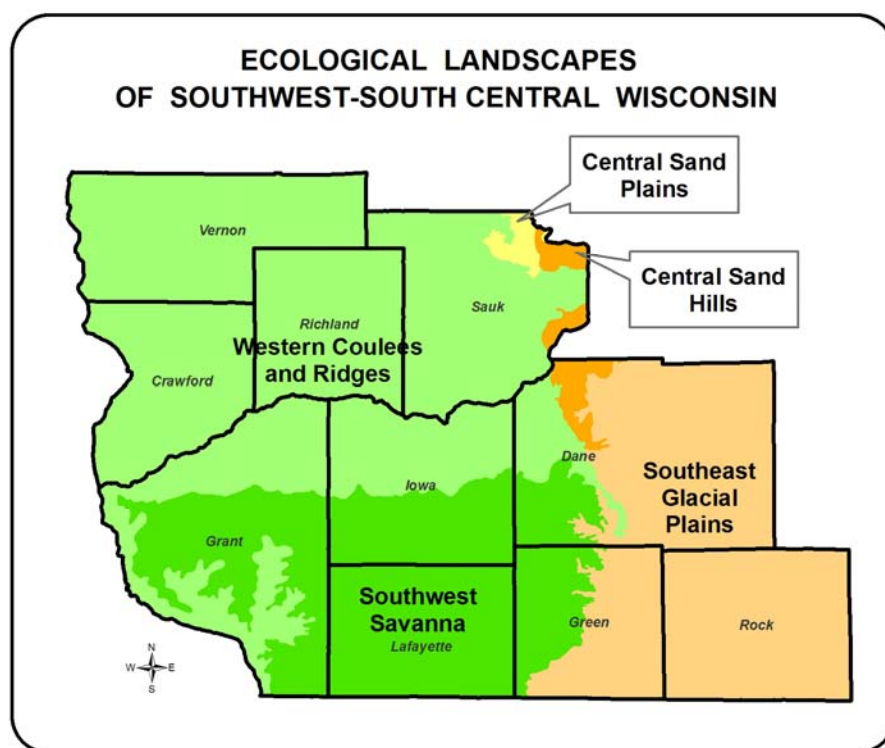 ECOLOGICAL LANDSCAPES
OF SOUTHWEST-SOUTH CENTRAL WISCONSIN
Central Sand
Plains
Vernon
Central Sand
Hills
Sauk
Richland
Western Coulees
and Ridges
Crawford
Dane
Southeast
Glacial
Plains
Iowa
Grant
Southwest
Savanna
Lafayette
Green
Rock
N
W E
S